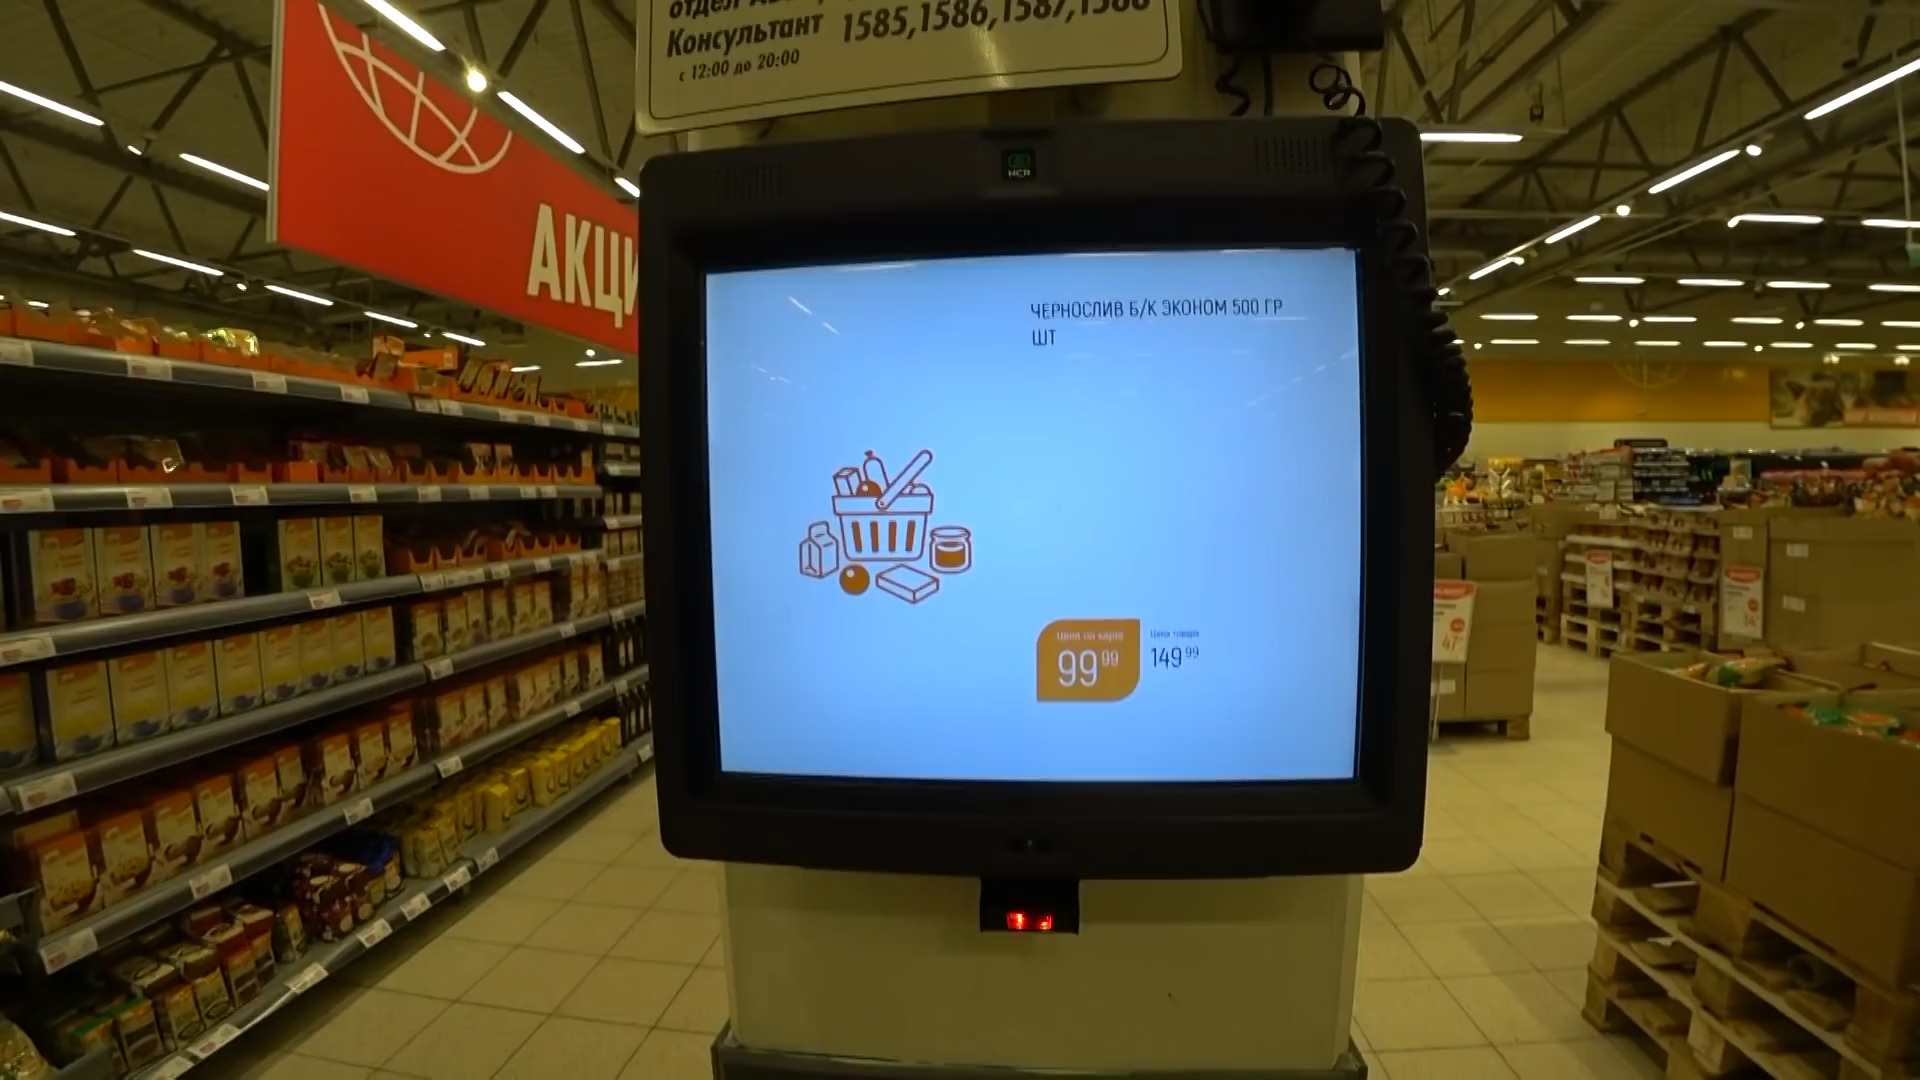 отдел
Консультант 1585,1586,1587,1588
с 12:00 до 20:00
АКЦИ
NCR
ЧЕРНОСЛИВ Б/К ЭКОНОМ 500 ГР
ШТ
Цена по карте
99 99
Цена товара
149 99